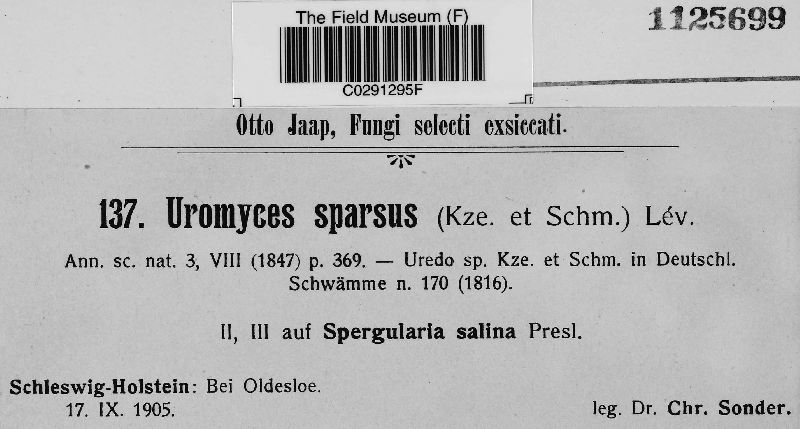 The Field Museum (F)
1125699
C0291295F
Otto Jaap, Fungi selecti exsiccati.
137. Uromyces sparsus (Kze. et Schm.) Lév.
Ann. sc. nat. 3, VIII (1847) p. 369. — Uredo sp. Kze. et Schm. in Deutschl.
Schwämme n. 170 (1816).
II, III auf Spergularia salina Presl.
Schleswig-Holstein: Bei Oldesloe.
17. IX. 1905.
leg. Dr. Chr. Sonder.